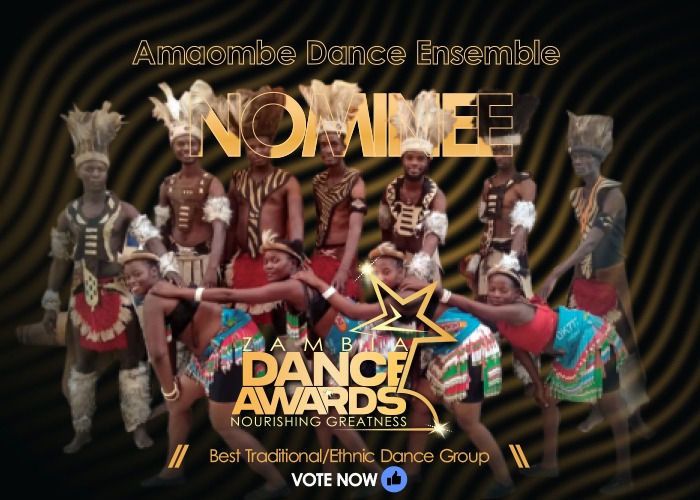 Amaombe Dance Ensemble
NOMINEE
ZAMBIA
DANCE
AWARDS
NOURISHING GREATNESS
// Best Traditional/Ethnic Dance Group \\
VOTE NOW